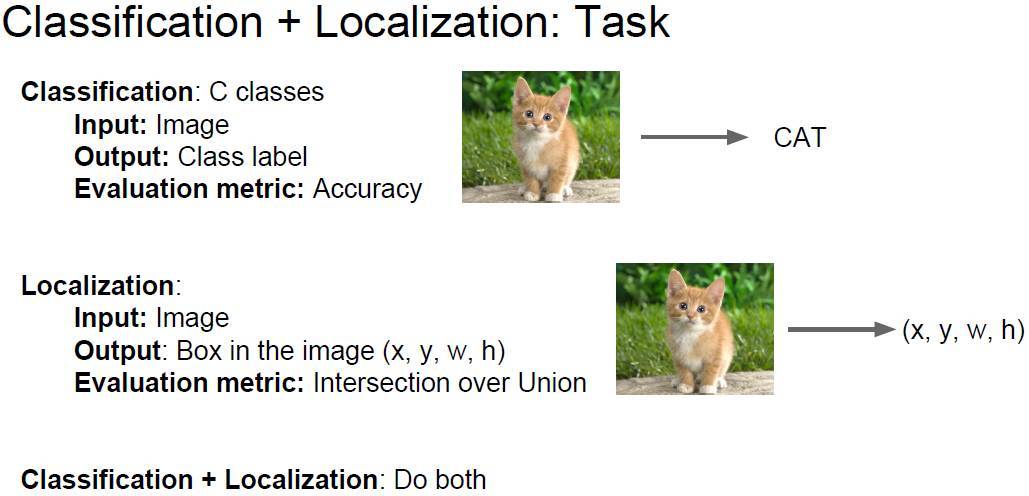 Classification + Localization: Task
Classification: C classes
Input: Image
Output: Class label
Evaluation metric: Accuracy
CAT
Localization:
Input: Image
Output: Box in the image (x, y, w, h)
Evaluation metric: Intersection over Union
(x, y, w, h)
Classification + Localization: Do both